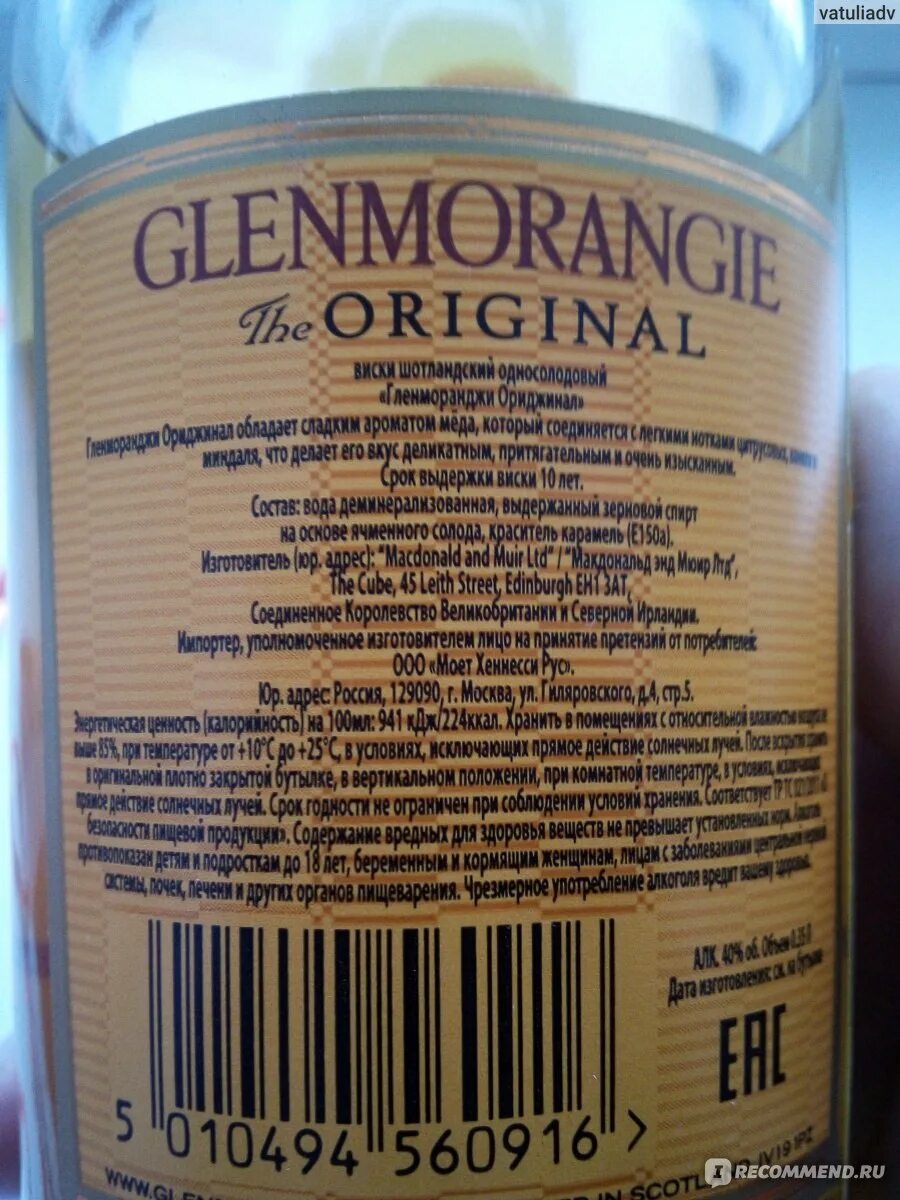 vatuliadv
GLENMORANGIE
The ORIGINAL
виски шотландский односолодовый
«Гленморанджи Ориджинал»
Гленморанджи Ориджинал обладает сладким ароматом мёда, который соединяется с легкими нотками цитрусовых,
миндаля, что делает его вкус деликатным, притягательным и очень изысканным.
Срок выдержки виски 10 лет.
Состав: вода деминерализованная, выдержанный зерновой спирт
на основе ячменного солода, краситель карамель (Е150а).
Изготовитель (юр. адрес): "Macdonald and Muir Ltd" / "Макдональд энд Мюир Лтд",
The Cube, 45 Leith Street, Edinburgh EH1 3AT,
Соединенное Королевство Великобритании и Северной Ирландии.
Импортер, уполномоченное изготовителем лицо на принятие претензий от потребителей:
ООО «Моет Хеннесси Рус».
Юр. адрес: Россия, 129090, г. Москва, ул. Гиляровского, д.4, стр.5.
Энергетическая ценность (калорийность) на 100мл: 941 кДж/224ккал. Хранить в помещениях с относительной влажностью воздуха не
выше 85%, при температуре от +10°С до +25°С, в условиях, исключающих прямое действие солнечных лучей. После вскрытия хранить
в оригинальной плотно закрытой бутылке, в вертикальном положении, при комнатной температуре, в условиях, исключающих
прямое действие солнечных лучей. Срок годности не ограничен при соблюдении условий хранения. Соответствует ТР ТС 021/2011 «О
безопасности пищевой продукции». Содержание вредных для здоровья веществ не превышает установленных норм. Алкоголь
противопоказан детям и подросткам до 18 лет, беременным и кормящим женщинам, лицам с заболеваниями центральной нервной
системы, почек, печени и других органов пищеварения. Чрезмерное употребление алкоголя вредит вашему здоровью.
АЛК. 40% об. Объем 0.35 л
Дата изготовления: см. на бутылке
EAC
5 010494 560916 >
WWW.GLEN IN SCOTL IV19 1PZ
IRECOMMEND.RU